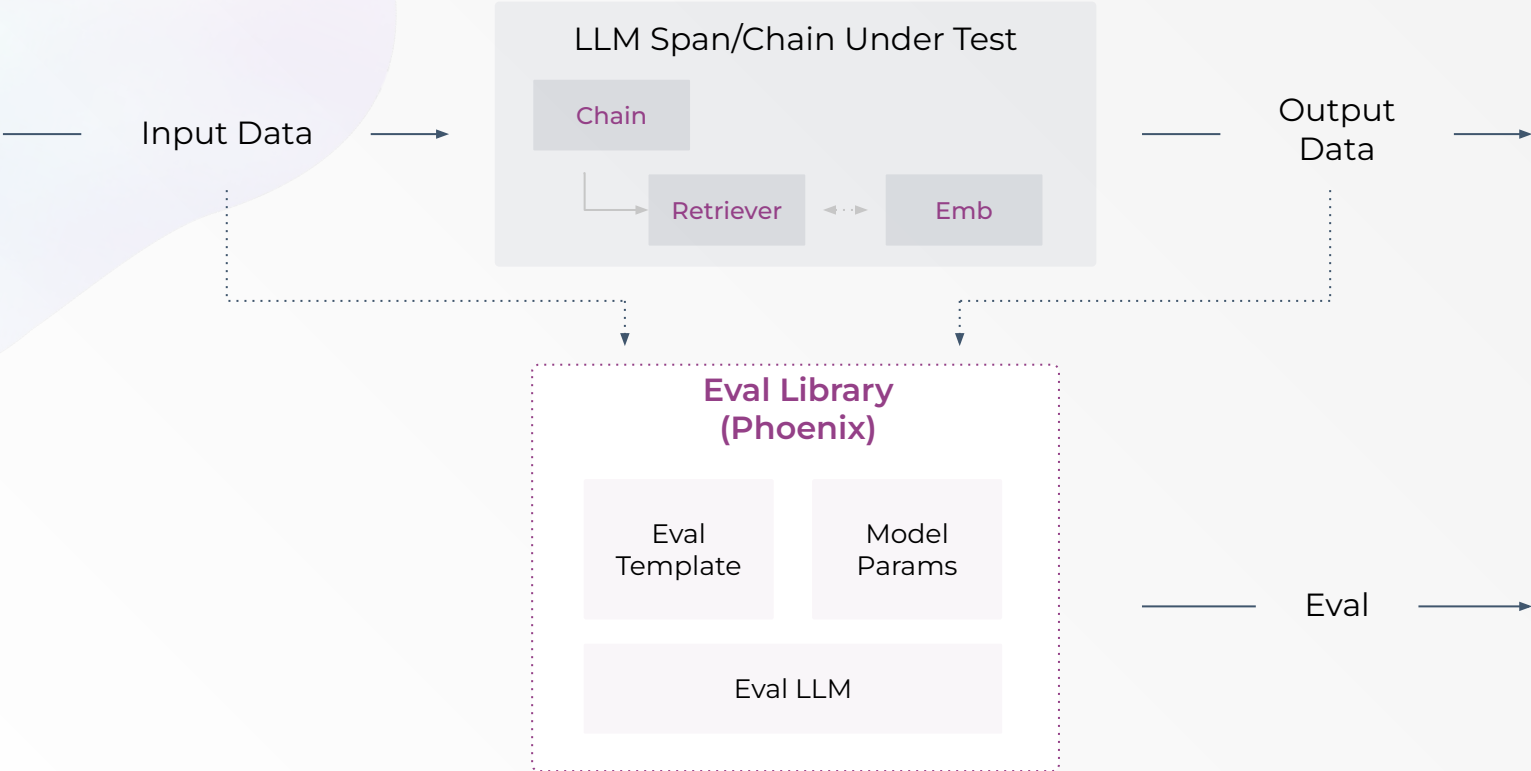 LLM Span/Chain Under Test
Chain
Input Data
Output
Data
Retriever
Emb
Eval Library
(Phoenix)
Eval
Template
Model
Params
Eval
Eval LLM